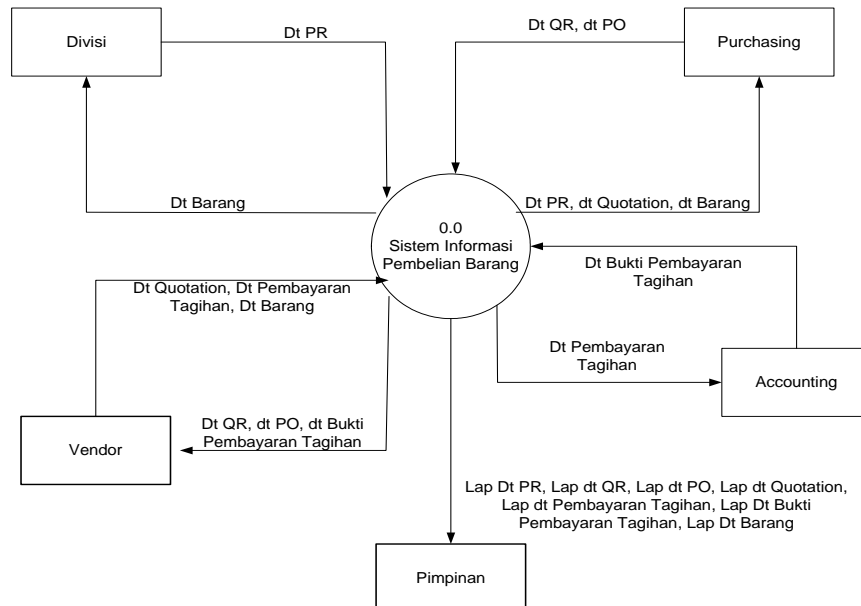 Divisi
Dt PR
Dt QR, dt PO
Purchasing
Dt Barang
Dt PR, dt Quotation, dt Barang
0.0
Sistem Informasi
Pembelian Barang
Dt Bukti Pembayaran
Tagihan
Dt Quotation, Dt Pembayaran
Tagihan, Dt Barang
Dt Pembayaran
Tagihan
Accounting
Vendor
Dt QR, dt PO, dt Bukti
Pembayaran Tagihan
Lap Dt PR, Lap dt QR, Lap dt PO, Lap dt Quotation,
Lap dt Pembayaran Tagihan, Lap Dt Bukti
Pembayaran Tagihan, Lap Dt Barang
Pimpinan